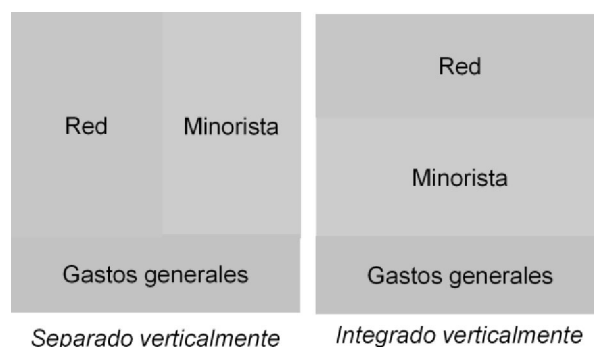 Red
Minorista
Gastos generales
Separado verticalmente
Red
Minorista
Gastos generales
Integrado verticalmente